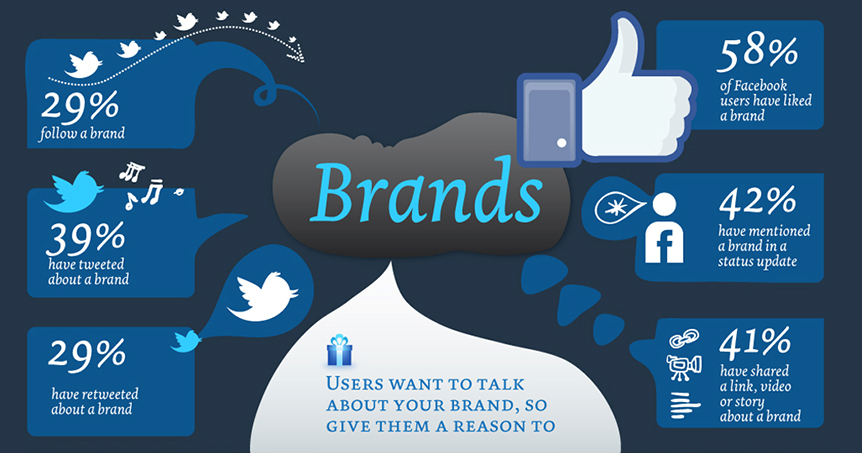 29%
follow a brand
39%
have tweeted
about a brand
29%
have retweeted
about a brand
Brands
USERS WANT TO TALK
ABOUT YOUR BRAND, SO
GIVE THEM A REASON TO
58%
of Facebook
users have liked
a brand
f
42%
have mentioned
a brand in a
status update
41%
have shared
a link, video
or story
about a brand